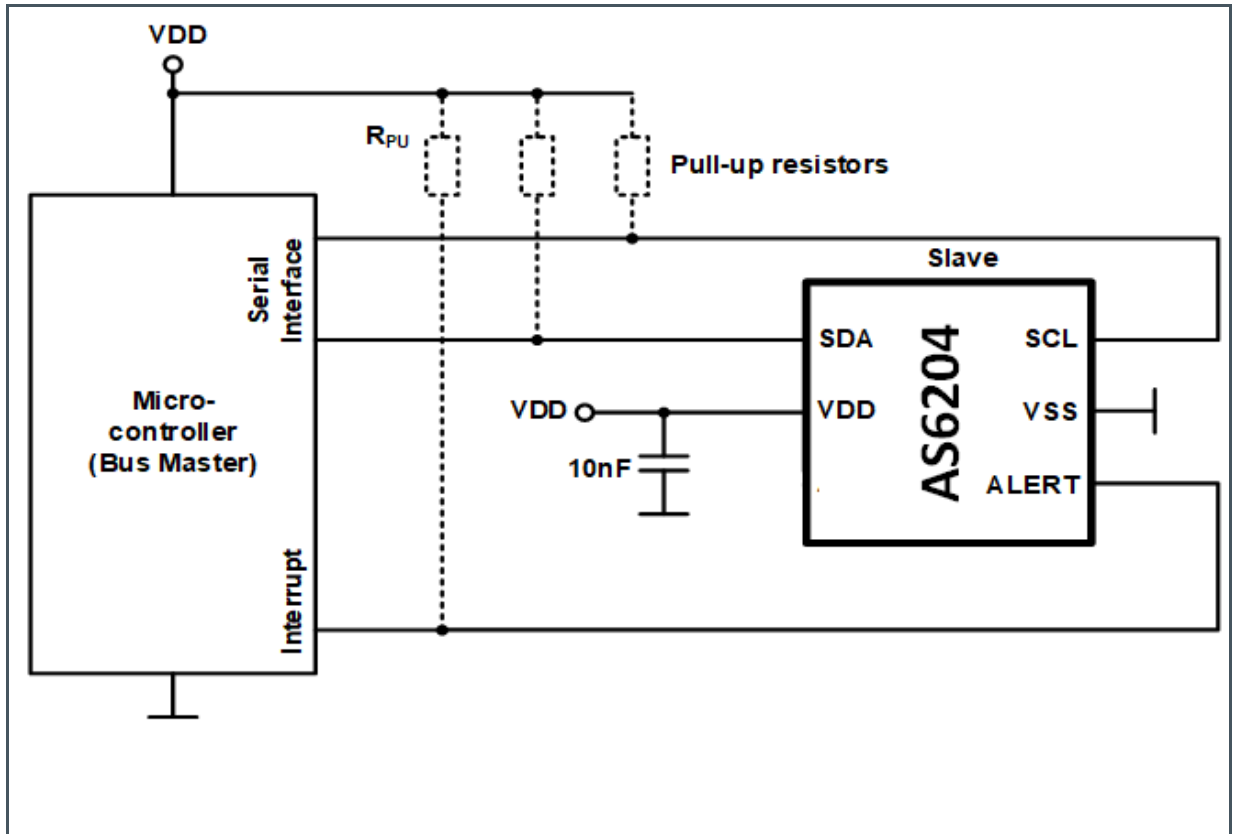 VDD
RPU
Pull-up resistors
Serial
Interface
Slave
SDA
SCL
AS6204
VDD
VDD
VSS
Micro-
controller
(Bus Master)
10nF
ALERT
Interrupt